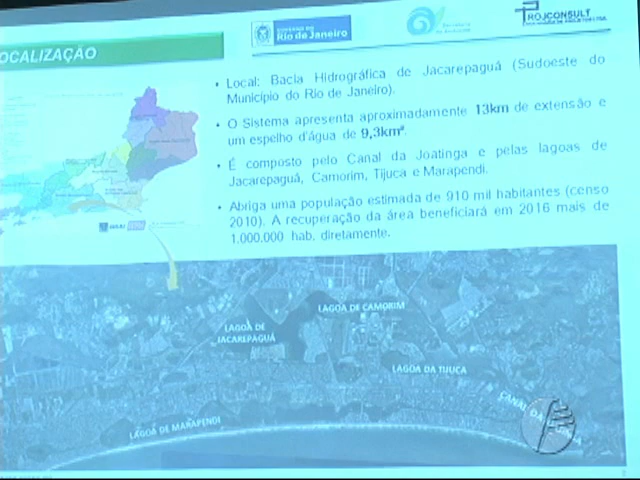 OCALIZAÇÃO
GOVERNO DO
Rio de Janeiro
PROJCONSULT
• Local: Bacia Hidrográfica de Jacarepaguá (Sudoeste do
Município do Rio de Janeiro).
• O Sistema apresenta aproximadamente 13km de extensão e
um espelho d'água de 9,3km².
• É composto pelo Canal da Joatinga e pelas lagoas de
Jacarepaguá, Camorim, Tijuca e Marapendi.
• Abriga uma população estimada de 910 mil habitantes (censo
2010). A recuperação da área beneficiará em 2016 mais de
1.000.000 hab. diretamente.
LAGOA DE CAMORIM
LAGOA DE
JACAREPAGUÁ
LAGOA DA TIJUCA
CANAL DA
LAGOA DE MARAPENDI